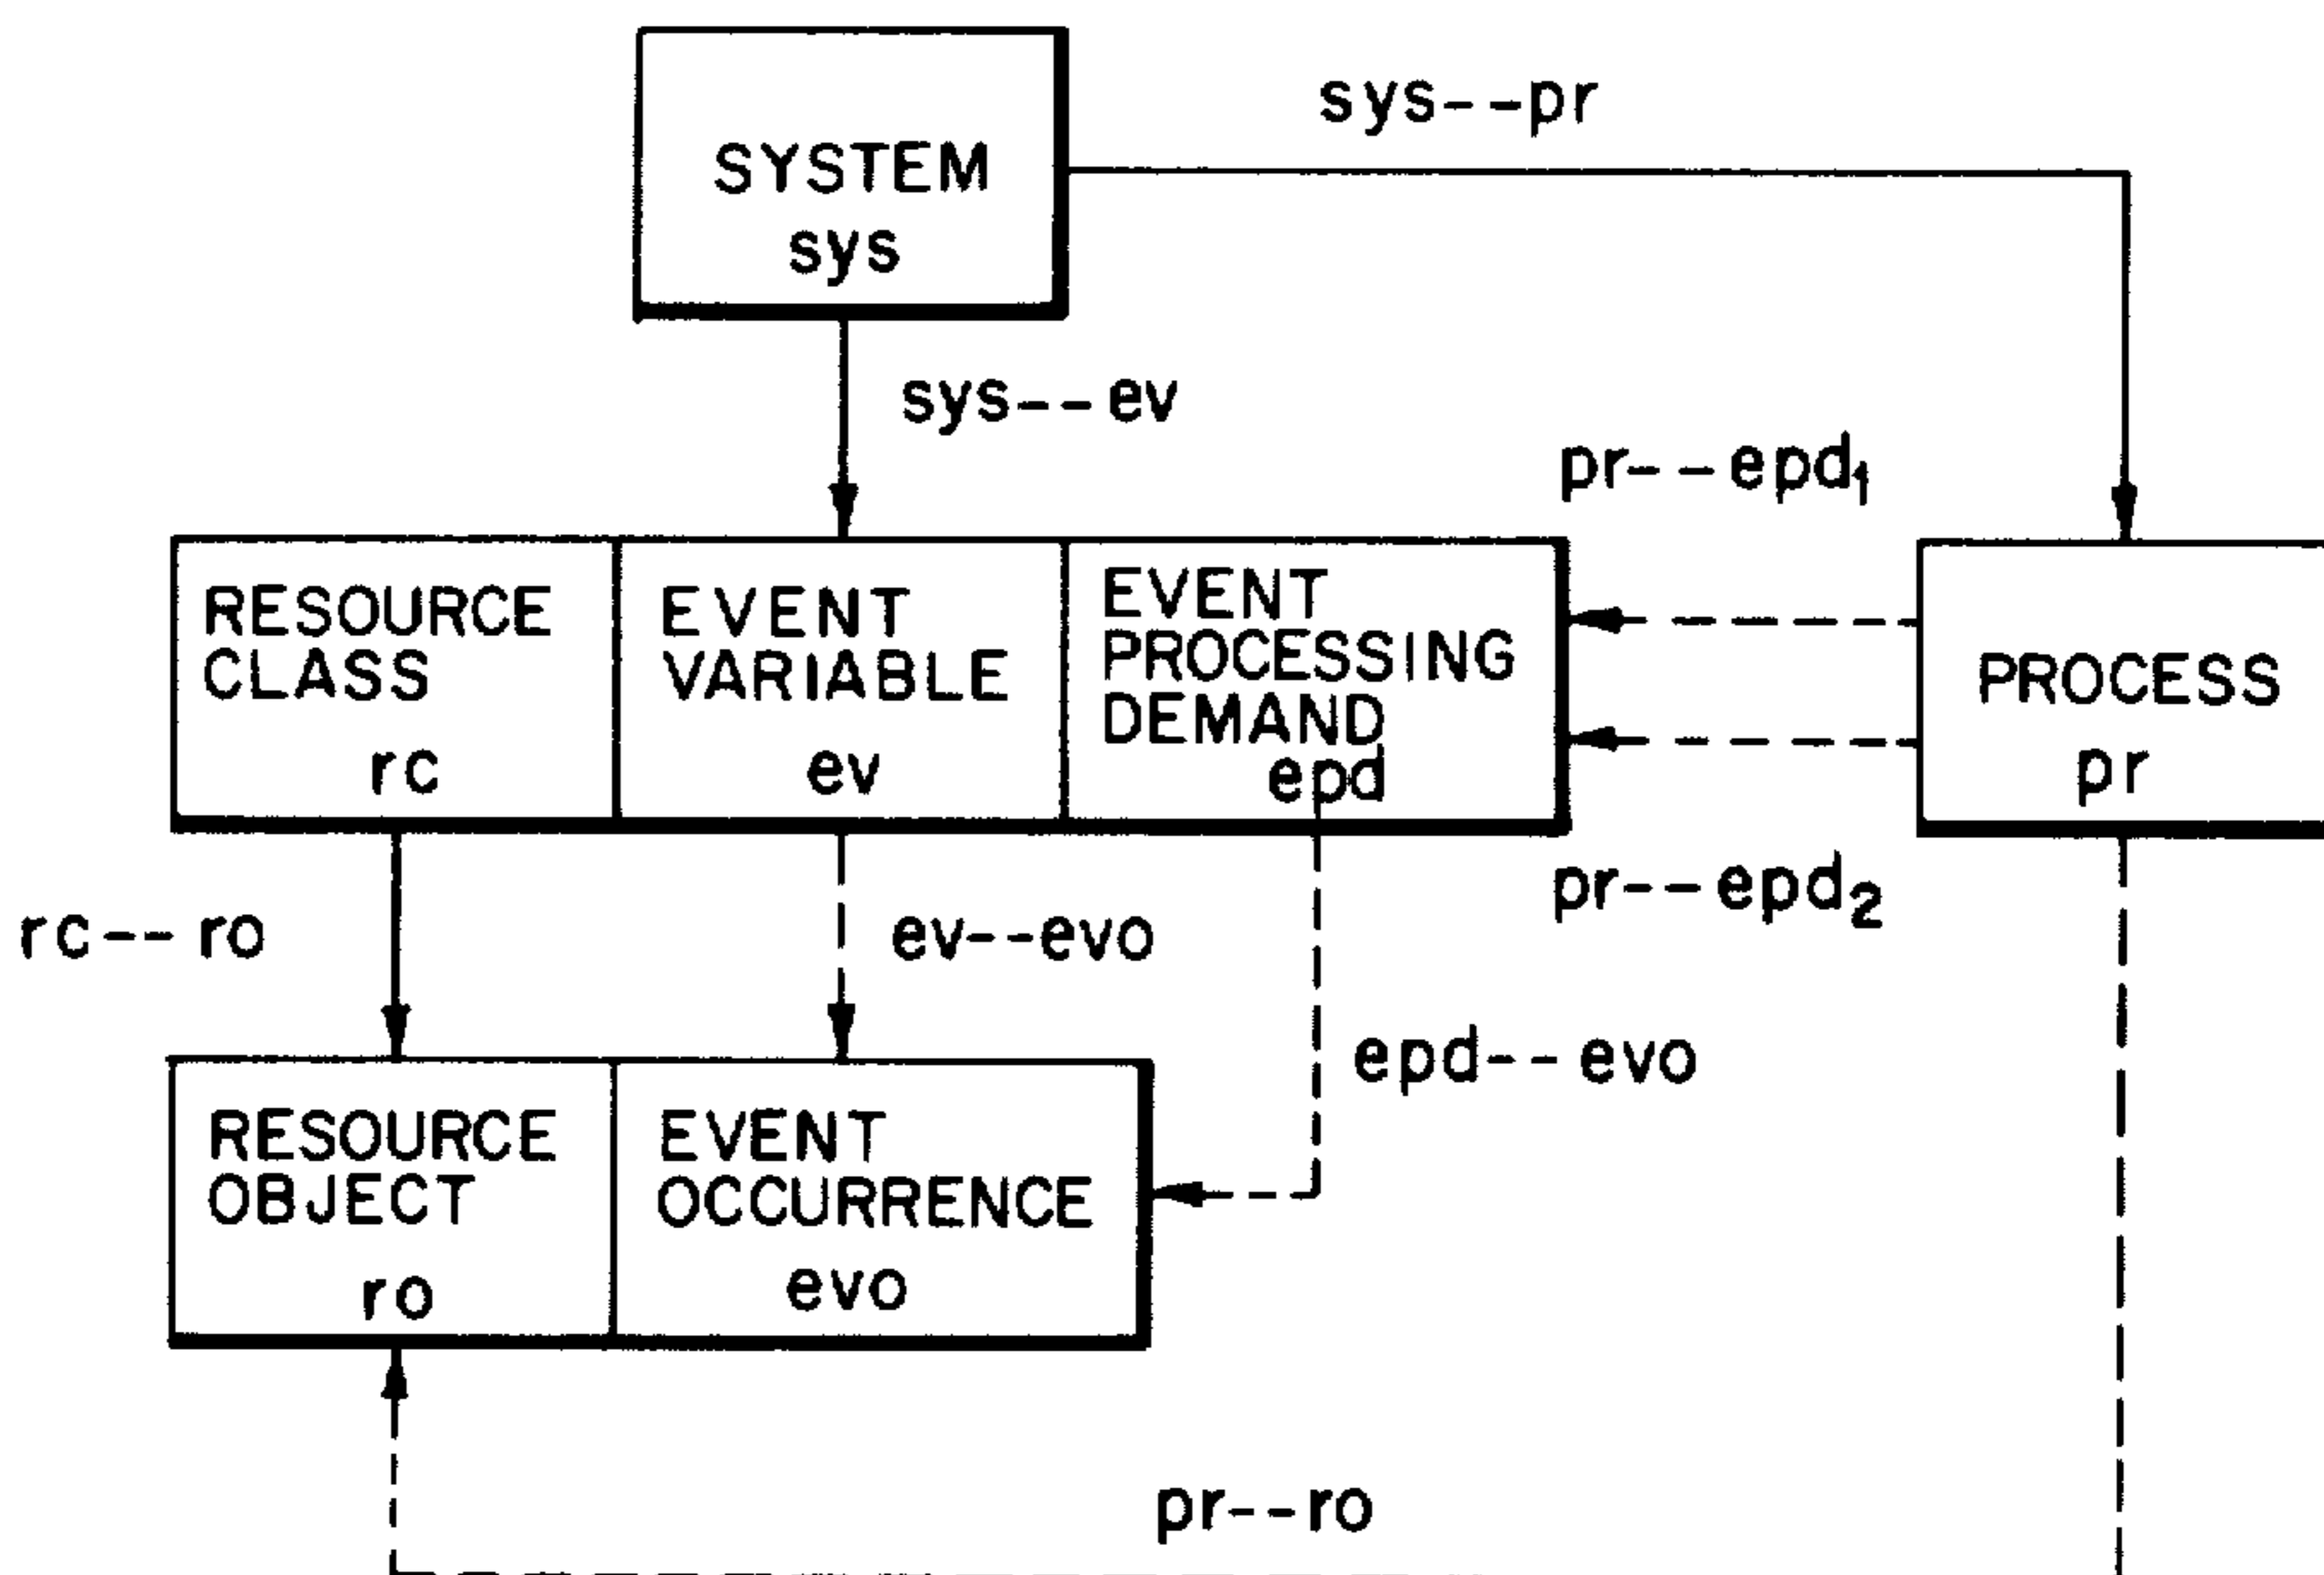 sys--pr
SYSTEM
sys
sys--ev
pr--epd1
RESOURCE
CLASS
rc
EVENT
VARIABLE
ev
EVENT
PROCESSING
DEMAND
epd
PROCESS
pr
pr--epd2
rc--ro
ev--evo
epd--evo
RESOURCE
OBJECT
ro
EVENT
OCCURRENCE
evo
pr--ro